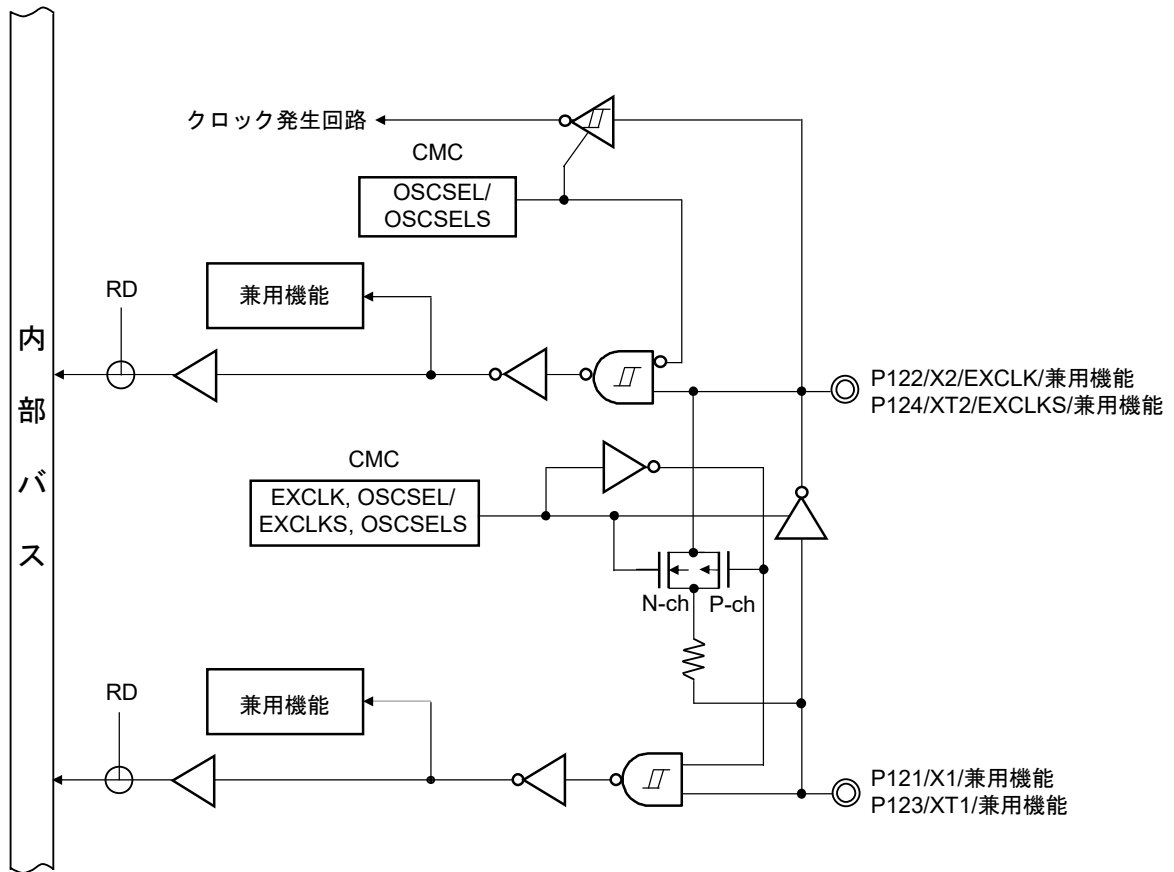 クロック発生回路
CMC
OSCSEL/
OSCSELS
兼用機能
RD
内部バス
P122/X2/EXCLK/兼用機能
P124/XT2/EXCLKS/兼用機能
CMC
EXCLK, OSCSEL/
EXCLKS, OSCSELS
N-ch
P-ch
兼用機能
RD
P121/X1/兼用機能
P123/XT1/兼用機能